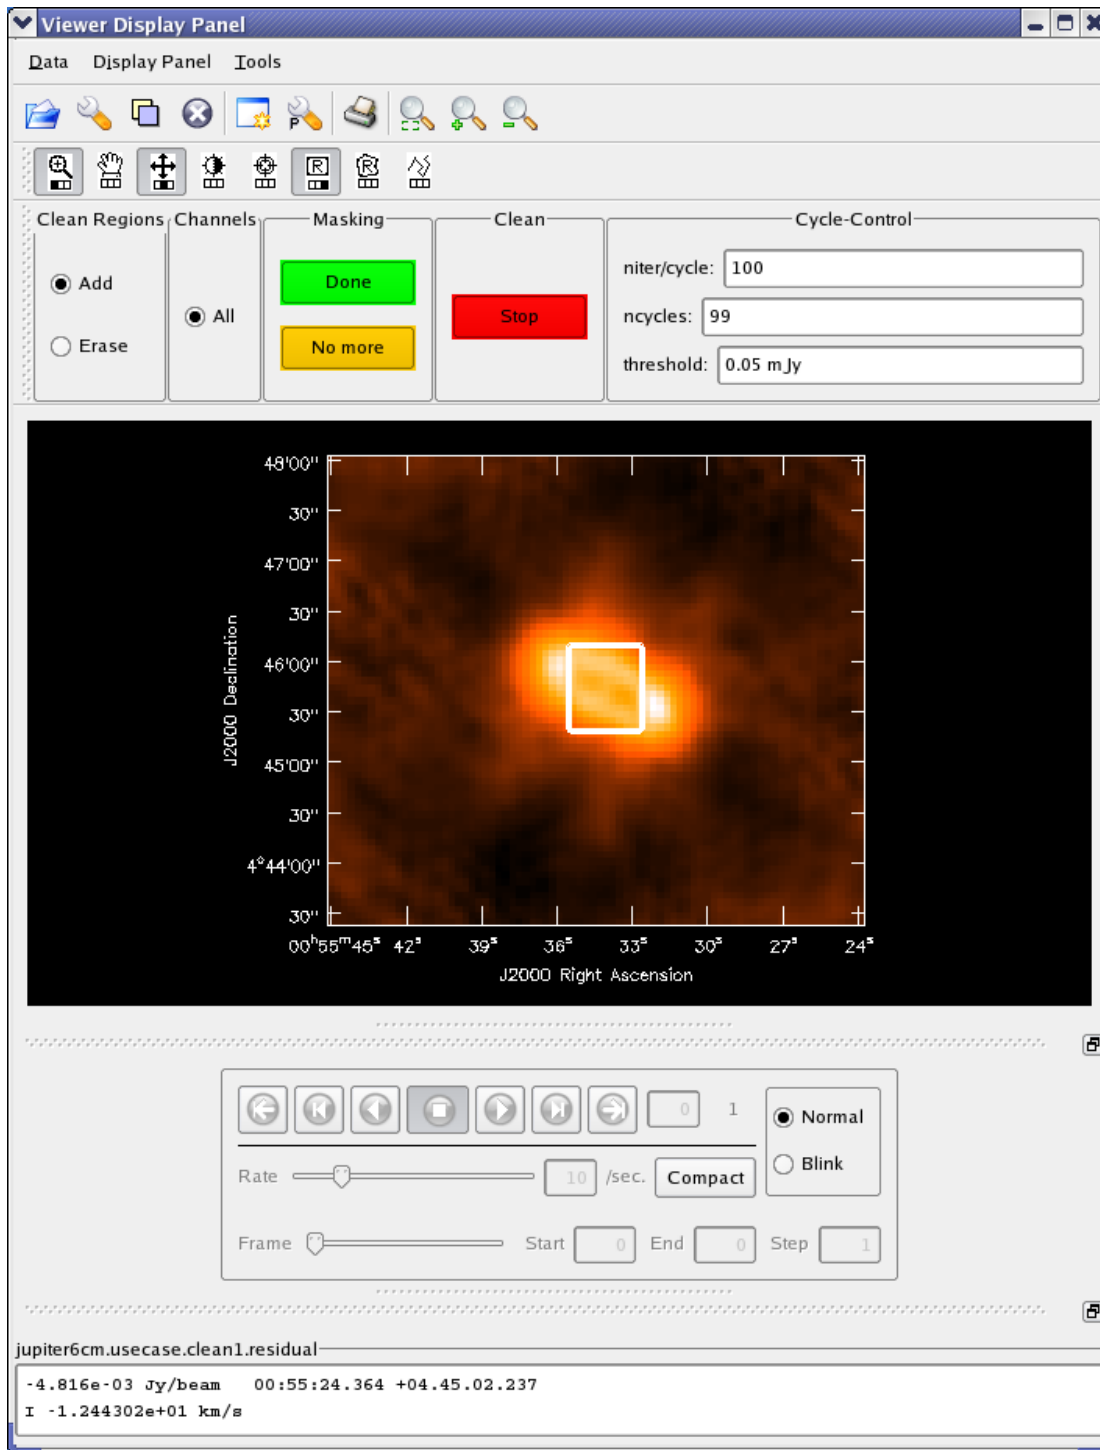 Viewer Display Panel
Data Display Panel Tools
P
R R
Clean Regions Channels Masking Clean Cycle-Control
Add
Erase
All
Done
No more
Stop
niter/cycle: 100
ncycles: 99
threshold: 0.05 mJy
48'00"
30"
47'00"
30"
46'00"
30"
45'00"
30"
4°44'00"
30"
J2000 Declination
00ʰ55ᵐ45ˢ 42ˢ 39ˢ 36ˢ 33ˢ 30ˢ 27ˢ 24ˢ
J2000 Right Ascension
0 1
Normal
Blink
Rate 10 /sec. Compact
Frame Start 0 End 0 Step 1
jupiter6cm.usecase.clean1.residual
-4.816e-03 Jy/beam 00:55:24.364 +04.45.02.237
I -1.244302e+01 km/s